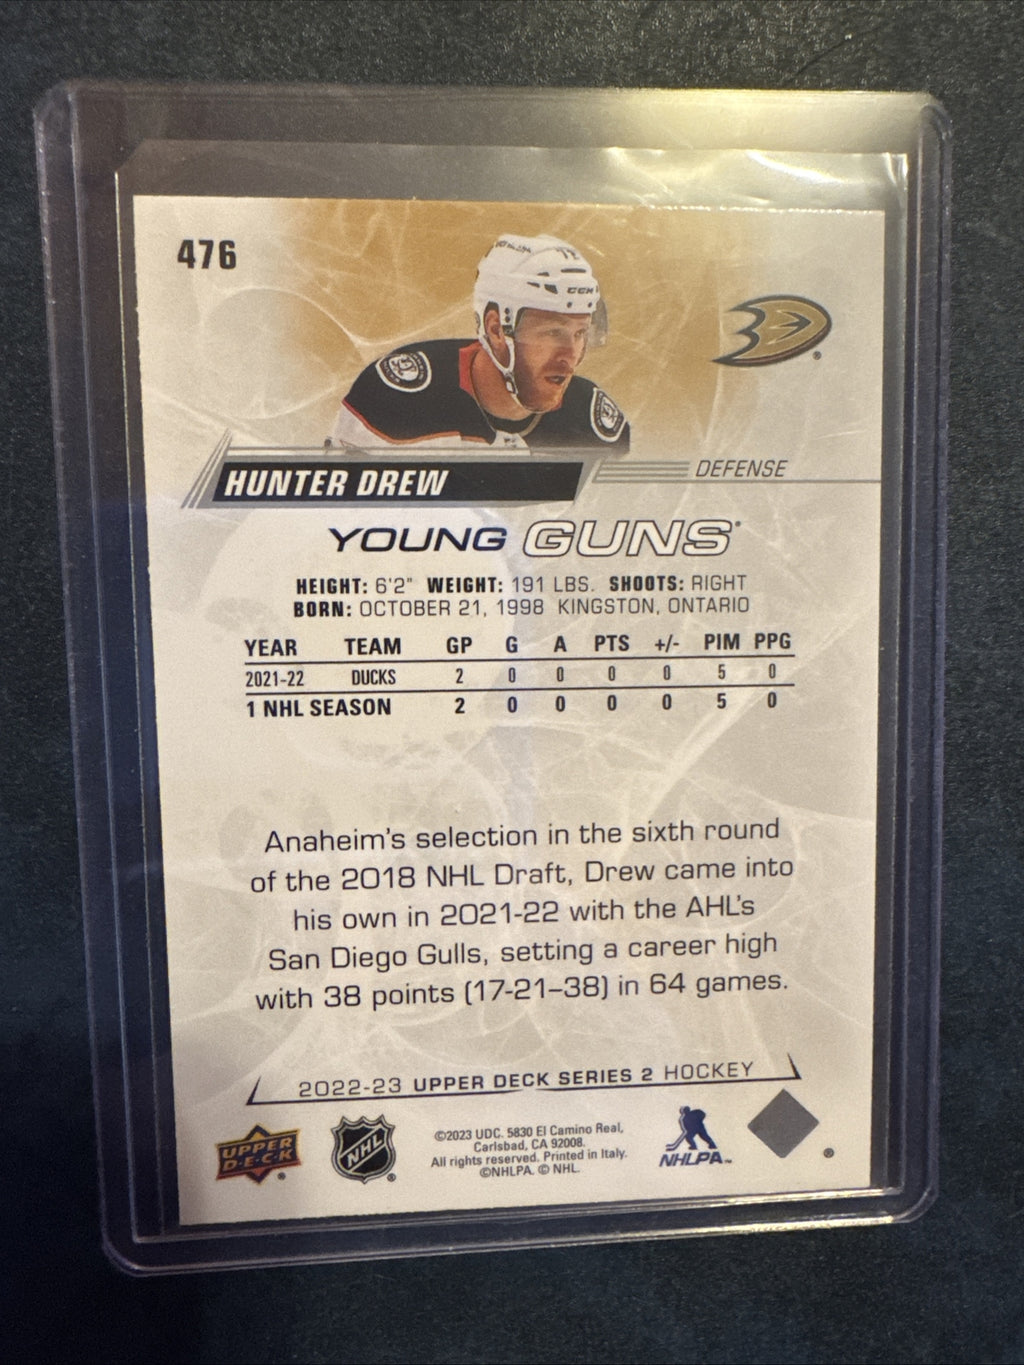 476
CCM
HUNTER DREW
DEFENSE
YOUNG GUNS
HEIGHT: 6'2" WEIGHT: 191 LBS. SHOOTS: RIGHT
BORN: OCTOBER 21, 1998 KINGSTON, ONTARIO
YEAR TEAM GP G A PTS +/- PIM PPG
2021-22 DUCKS 2 0 0 0 0 5 0
1 NHL SEASON 2 0 0 0 0 5 0
Anaheim's selection in the sixth round
of the 2018 NHL Draft, Drew came into
his own in 2021-22 with the AHL's
San Diego Gulls, setting a career high
with 38 points (17-21–38) in 64 games.
2022-23 UPPER DECK SERIES 2 HOCKEY
UPPER
D·E·C·K
®
NHL
®
©2023 UDC. 5830 El Camino Real,
Carlsbad, CA 92008.
All rights reserved. Printed in Italy.
©NHLPA. © NHL.
NHLPA™
®